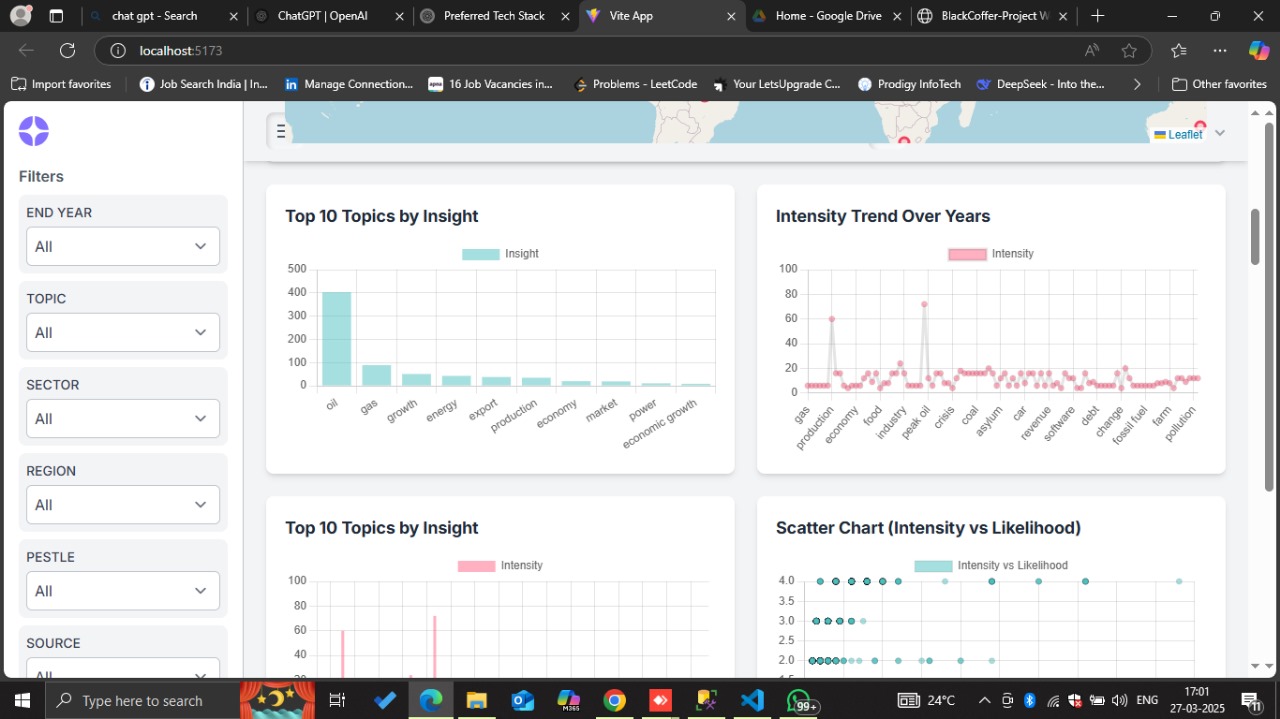 chat gpt - Search
ChatGPT | OpenAI
Preferred Tech Stack
Vite App
Home - Google Drive
BlackCoffer-Project W
localhost:5173
Import favorites
Job Search India | In...
Manage Connection...
apna
16 Job Vacancies in...
Problems - LeetCode
Your LetsUpgrade C...
Prodigy InfoTech
DeepSeek - Into the...
Other favorites
Leaflet
Filters
END YEAR
All
TOPIC
All
SECTOR
All
REGION
All
PESTLE
All
SOURCE
All
Top 10 Topics by Insight
Insight
500
400
300
200
100
0
oil
gas
growth
energy
export
production
economy
market
power
economic growth
Intensity Trend Over Years
Intensity
100
80
60
40
20
0
gas
production
economy
food
industry
peak oil
crisis
coal
asylum
car
revenue
software
debt
change
fossil fuel
farm
pollution
Top 10 Topics by Insight
Intensity
100
80
60
40
20
Scatter Chart (Intensity vs Likelihood)
Intensity vs Likelihood
4.0
3.5
3.0
2.5
2.0
1.5
Type here to search
M365
99+
24°C
ENG
17:01
27-03-2025
11